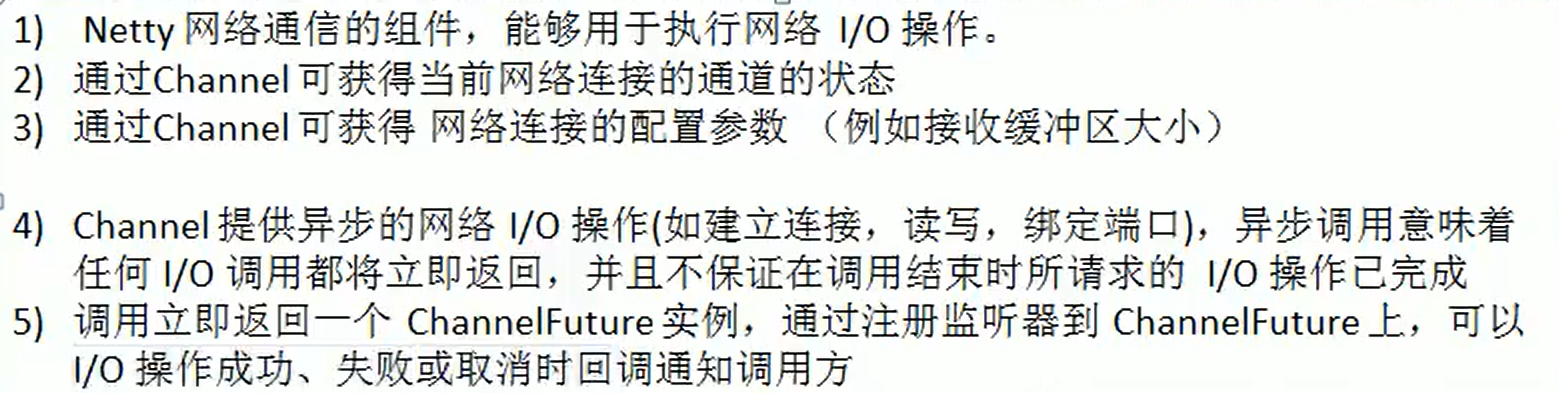 1) Netty 网络通信的组件，能够用于执行网络 I/O 操作。
2) 通过Channel 可获得当前网络连接的通道的状态
3) 通过Channel 可获得 网络连接的配置参数 （例如接收缓冲区大小）
4) Channel 提供异步的网络 I/O 操作(如建立连接，读写，绑定端口)，异步调用意味着
任何 I/O 调用都将立即返回，并且不保证在调用结束时所请求的 I/O 操作已完成
5) 调用立即返回一个 ChannelFuture 实例，通过注册监听器到 ChannelFuture 上，可以
I/O 操作成功、失败或取消时回调通知调用方